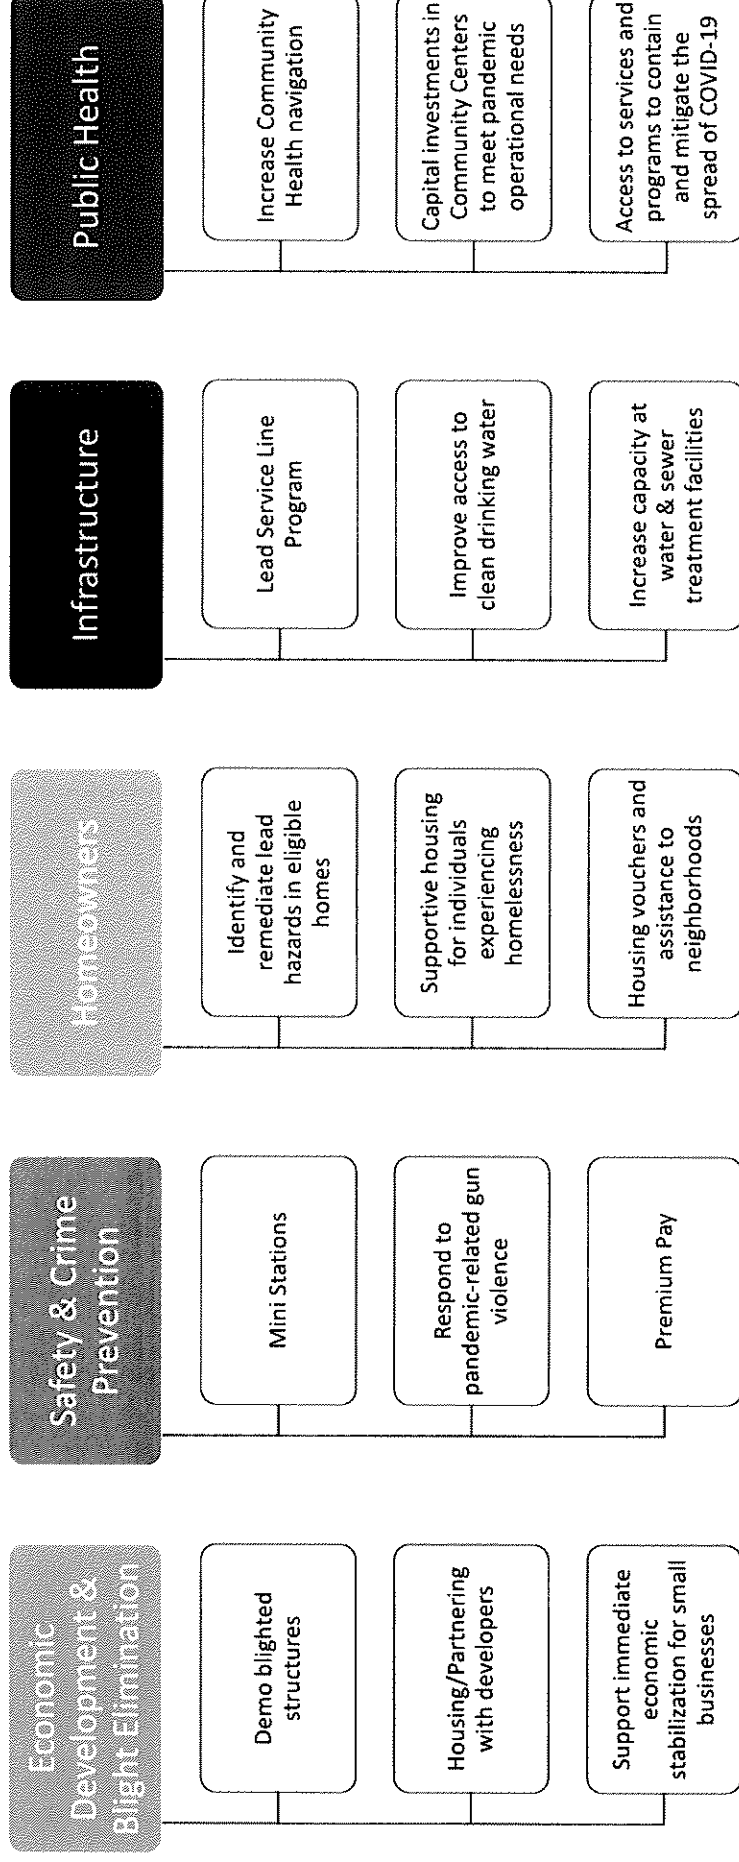 Economic
Development &
Blight Elimination
Demo blighted
structures
Housing/Partnering
with developers
Support immediate
economic
stabilization for small
businesses
Safety & Crime
Prevention
Mini Stations
Respond to
pandemic-related gun
violence
Premium Pay
Homeowners
Identify and
remediate lead
hazards in eligible
homes
Supportive housing
for individuals
experiencing
homelessness
Housing vouchers and
assistance to
neighborhoods
Infrastructure
Lead Service Line
Program
Improve access to
clean drinking water
Increase capacity at
water & sewer
treatment facilities
Public Health
Increase Community
Health navigation
Capital investments in
Community Centers
to meet pandemic
operational needs
Access to services and
programs to contain
and mitigate the
spread of COVID-19